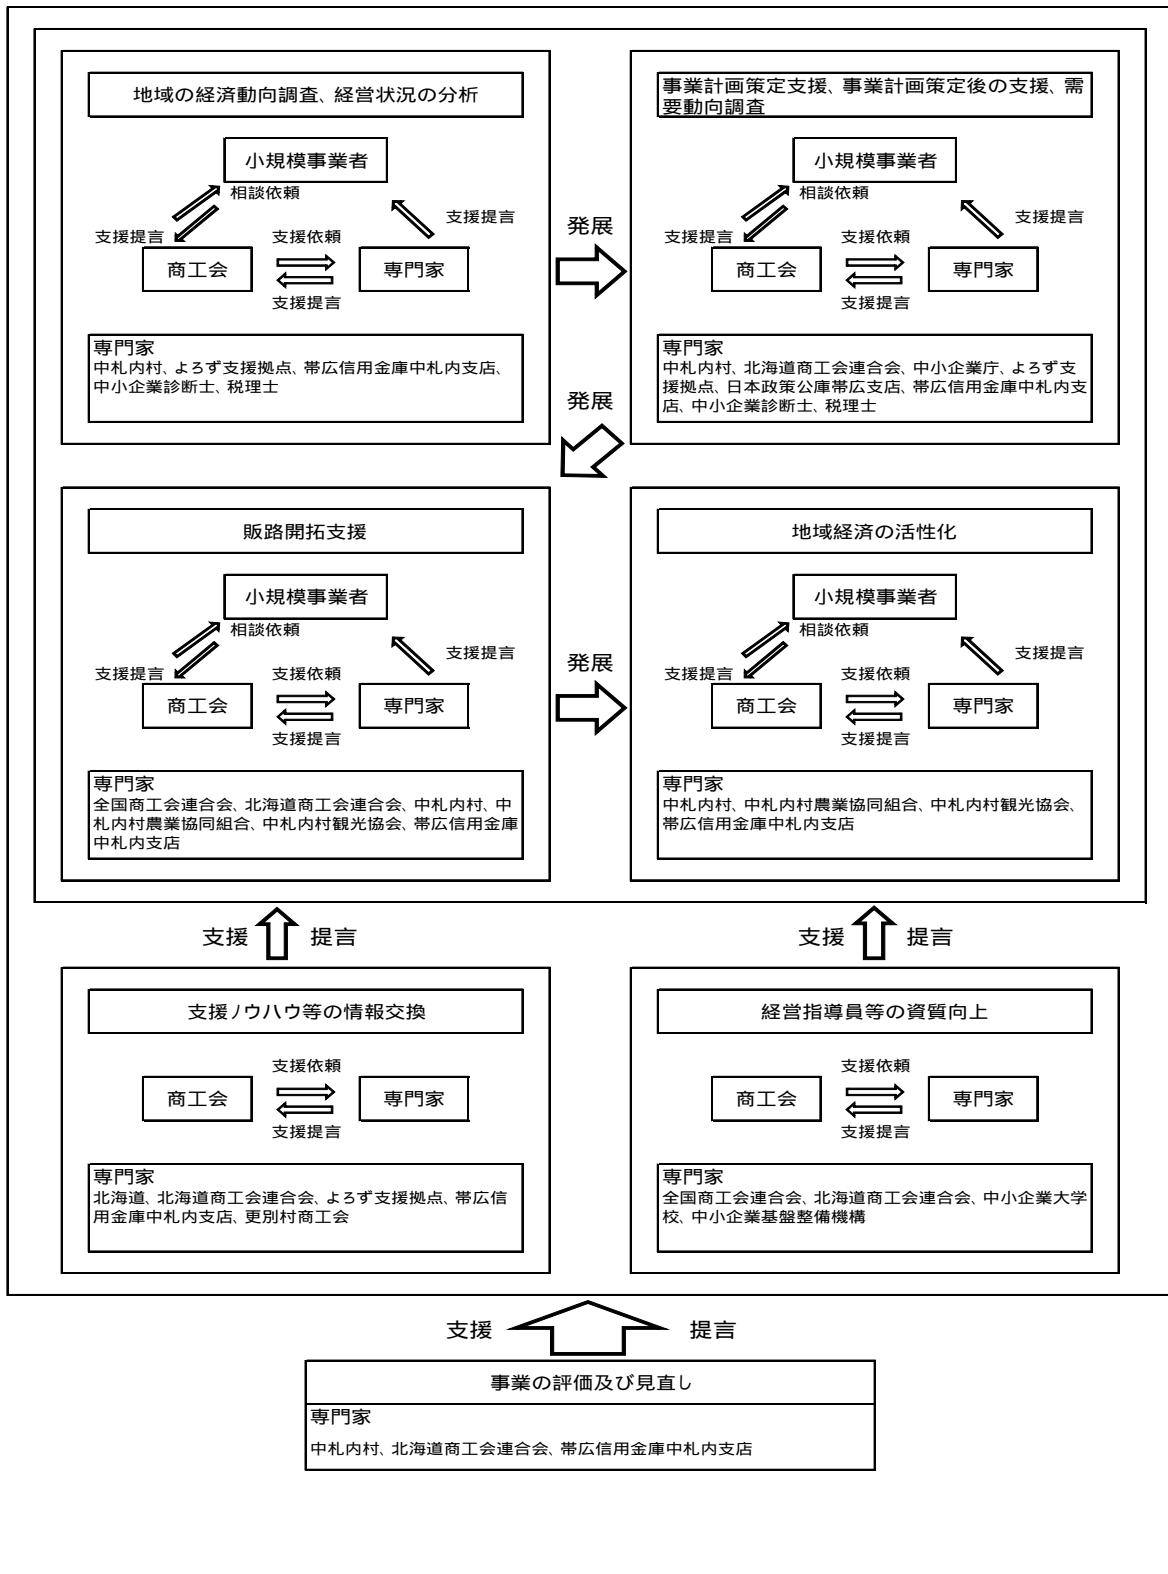 地域の経済動向調査、経営状況の分析
小規模事業者
相談依頼
支援提言
支援提言
支援依頼
商工会
専門家
支援提言
専門家
中札内村、よろず支援拠点、帯広信用金庫中札内支店、
中小企業診断士、税理士
発展
事業計画策定支援、事業計画策定後の支援、需
要動向調査
小規模事業者
相談依頼
支援提言
支援提言
支援依頼
商工会
専門家
支援提言
専門家
中札内村、北海道商工会連合会、中小企業庁、よろず支
援拠点、日本政策公庫帯広支店、帯広信用金庫中札内支
店、中小企業診断士、税理士
発展
販路開拓支援
小規模事業者
相談依頼
支援提言
支援提言
支援依頼
商工会
専門家
支援提言
専門家
全国商工会連合会、北海道商工会連合会、中札内村、中
札内村農業協同組合、中札内村観光協会、帯広信用金庫
中札内支店
発展
地域経済の活性化
小規模事業者
相談依頼
支援提言
支援提言
支援依頼
商工会
専門家
支援提言
専門家
中札内村、中札内村農業協同組合、中札内村観光協会、
帯広信用金庫中札内支店
支援 提言
支援 提言
支援ノウハウ等の情報交換
支援依頼
商工会
専門家
支援提言
専門家
北海道、北海道商工会連合会、よろず支援拠点、帯広信
用金庫中札内支店、更別村商工会
経営指導員等の資質向上
支援依頼
商工会
専門家
支援提言
専門家
全国商工会連合会、北海道商工会連合会、中小企業大学
校、中小企業基盤整備機構
支援 提言
事業の評価及び見直し
専門家
中札内村、北海道商工会連合会、帯広信用金庫中札内支店